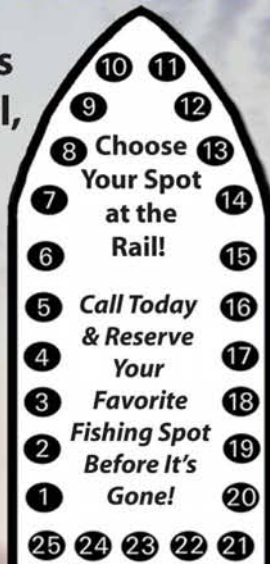 s
l,
10 11
9 12
8 Choose 13
7 Your Spot 14
at the
Rail!
6 15
5 Call Today 16
& Reserve
4 Your 17
3 Favorite 18
Fishing Spot
2 Before It's 19
1 Gone! 20
25 24 23 22 21